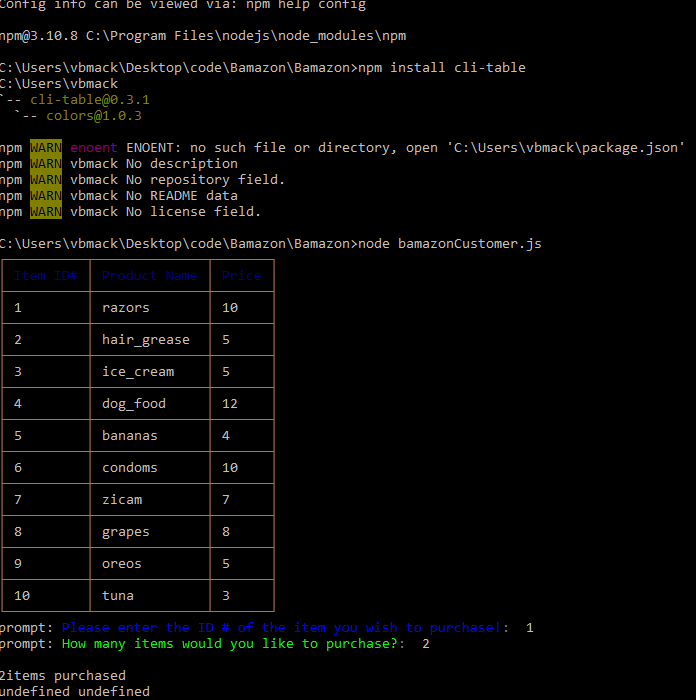 Config info can be viewed via: npm help config
npm@3.10.8 C:\Program Files\nodejs\node_modules\npm
C:\Users\vbmack\Desktop\code\Bamazon\Bamazon>npm install cli-table
C:\Users\vbmack
`-- cli-table@0.3.1
`-- colors@1.0.3
npm WARN enoent ENOENT: no such file or directory, open 'C:\Users\vbmack\package.json'
npm WARN vbmack No description
npm WARN vbmack No repository field.
npm WARN vbmack No README data
npm WARN vbmack No license field.
C:\Users\vbmack\Desktop\code\Bamazon\Bamazon>node bamazonCustomer.js
Item ID# Product Name Price
1 razors 10
2 hair_grease 5
3 ice_cream 5
4 dog_food 12
5 bananas 4
6 condoms 10
7 zicam 7
8 grapes 8
9 oreos 5
10 tuna 3
prompt: Please enter the ID # of the item you wish to purchase!: 1
prompt: How many items would you like to purchase?: 2
2items purchased
undefined undefined